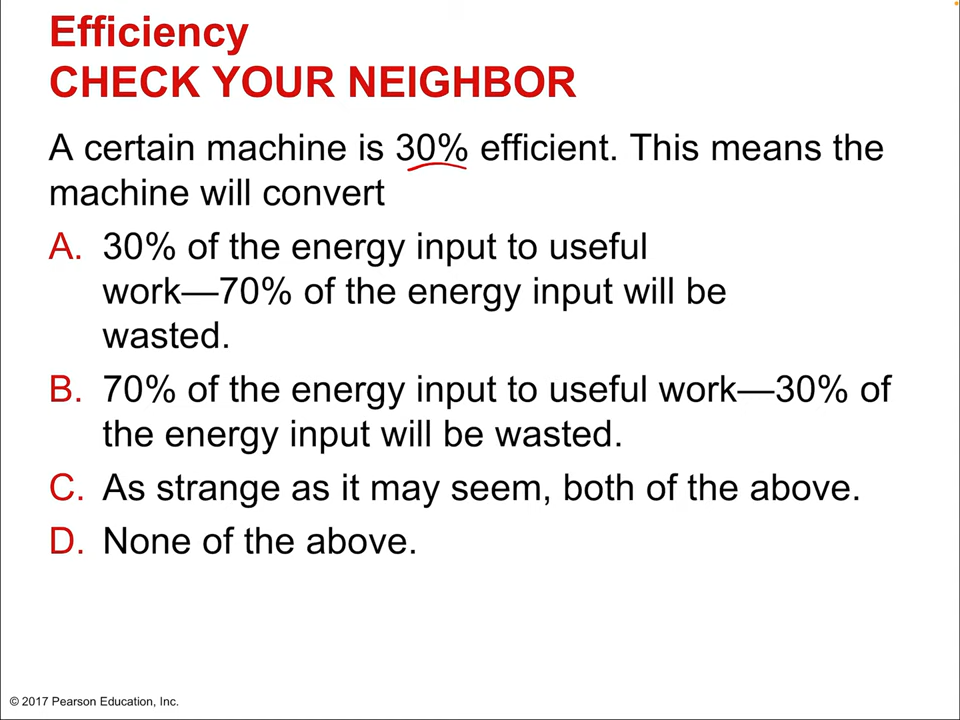 Efficiency
CHECK YOUR NEIGHBOR
A certain machine is 30% efficient. This means the
machine will convert
A. 30% of the energy input to useful
work—70% of the energy input will be
wasted.
B. 70% of the energy input to useful work—30% of
the energy input will be wasted.
C. As strange as it may seem, both of the above.
D. None of the above.
© 2017 Pearson Education, Inc.